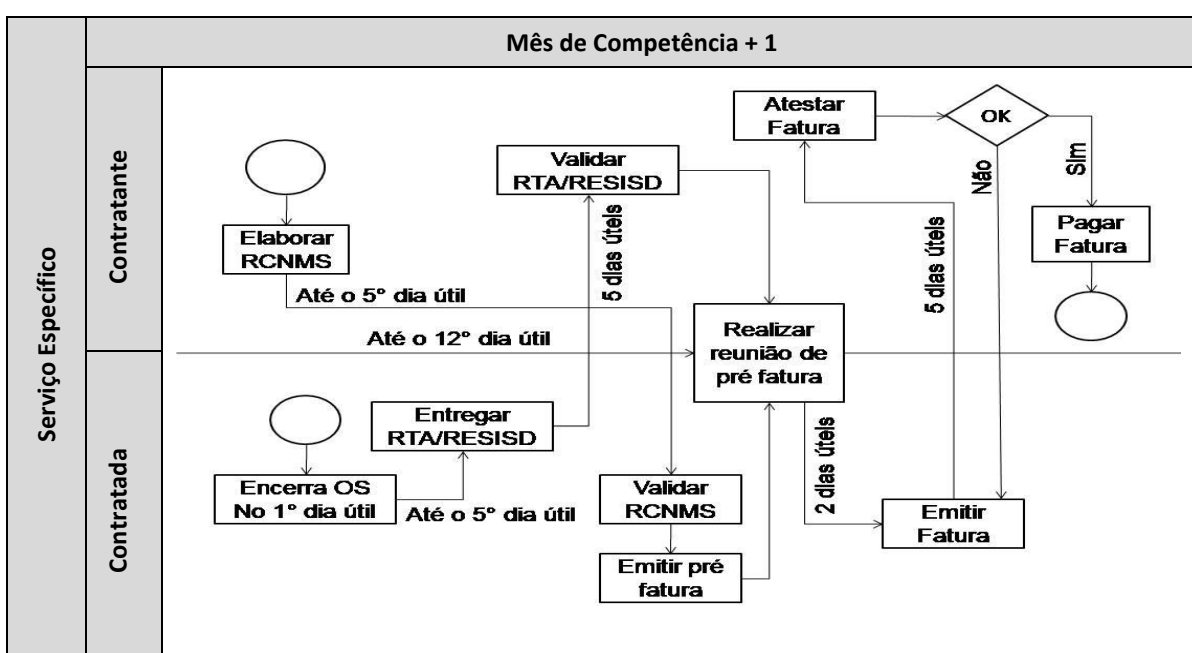 Mês de Competência + 1
Serviço Específico
Contratante
Contratada
Elaborar
RCNMS
Até o 5º dia útil
Até o 12º dia útil
Validar
RTA/RESISD
5 dias úteis
Atestar
Fatura
OK
Não
Sim
Pagar
Fatura
Realizar
reunião de
pré fatura
5 dias úteis
Encerra OS
No 1º dia útil
Entregar
RTA/RESISD
Até o 5º dia útil
Validar
RCNMS
Emitir pré
fatura
2 dias úteis
Emitir
Fatura